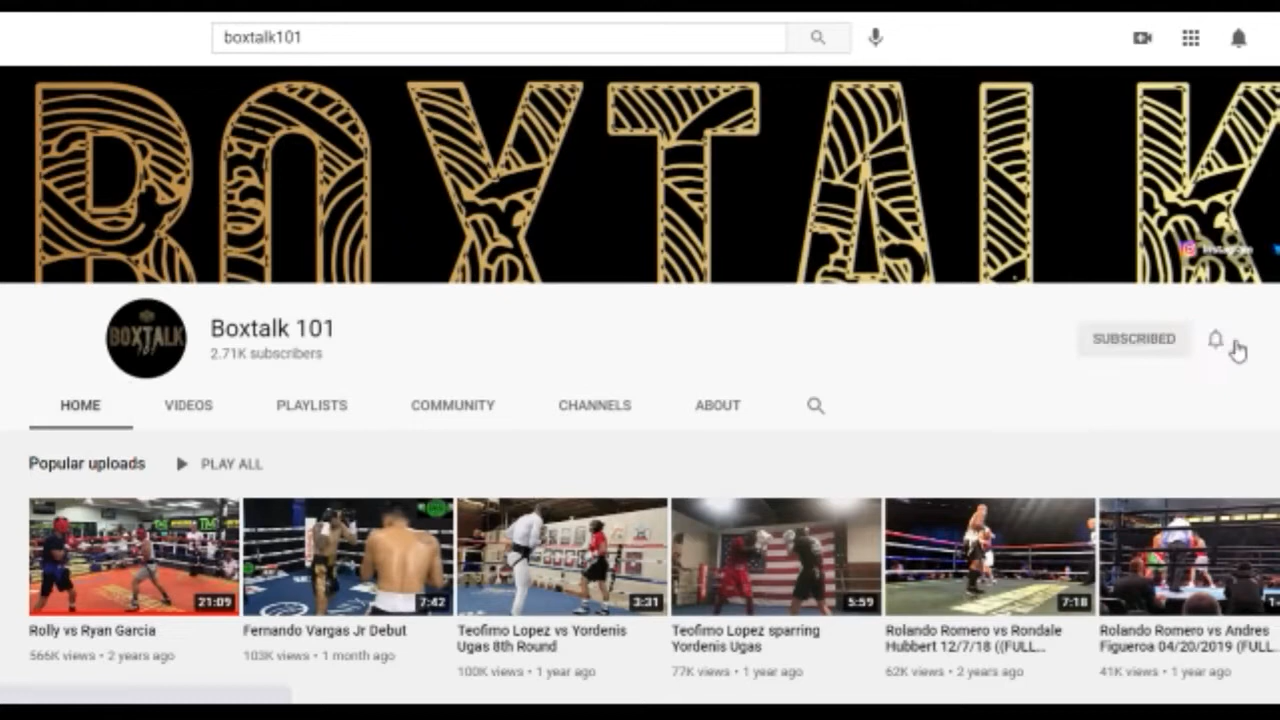 boxtalk101
BOXTALK
Instagram
BOXTALK
101
Boxtalk 101
2.71K subscribers
SUBSCRIBED
HOME VIDEOS PLAYLISTS COMMUNITY CHANNELS ABOUT
Popular uploads PLAY ALL
21:09 7:42 3:31 5:59 7:18 1
Rolly vs Ryan Garcia
566K views • 2 years ago
Fernando Vargas Jr Debut
103K views • 1 month ago
Teofimo Lopez vs Yordenis
Ugas 8th Round
100K views • 1 year ago
Teofimo Lopez sparring
Yordenis Ugas
77K views • 1 year ago
Rolando Romero vs Rondale
Hubbert 12/7/18 ((FULL...
62K views • 2 years ago
Rolando Romero vs Andres
Figueroa 04/20/2019 (FULL...
41K views • 1 year ago